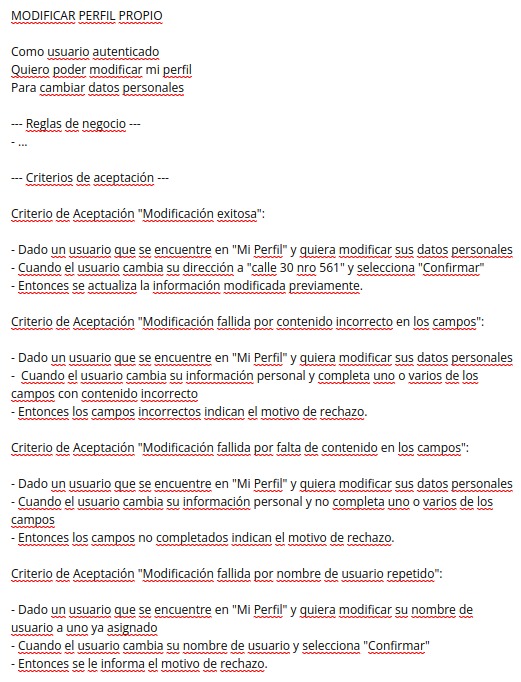 MODIFICAR PERFIL PROPIO
Como usuario autenticado
Quiero poder modificar mi perfil
Para cambiar datos personales
--- Reglas de negocio ---
- ...
--- Criterios de aceptación ---
Criterio de Aceptación "Modificación exitosa":
- Dado un usuario que se encuentre en "Mi Perfil" y quiera modificar sus datos personales
- Cuando el usuario cambia su dirección a "calle 30 nro 561" y selecciona "Confirmar"
- Entonces se actualiza la información modificada previamente.
Criterio de Aceptación "Modificación fallida por contenido incorrecto en los campos":
- Dado un usuario que se encuentre en "Mi Perfil" y quiera modificar sus datos personales
-  Cuando el usuario cambia su información personal y completa uno o varios de los
campos con contenido incorrecto
- Entonces los campos incorrectos indican el motivo de rechazo.
Criterio de Aceptación "Modificación fallida por falta de contenido en los campos":
- Dado un usuario que se encuentre en "Mi Perfil" y quiera modificar sus datos personales
- Cuando el usuario cambia su información personal y no completa uno o varios de los
campos
- Entonces los campos no completados indican el motivo de rechazo.
Criterio de Aceptación "Modificación fallida por nombre de usuario repetido":
- Dado un usuario que se encuentre en "Mi Perfil" y quiera modificar su nombre de
usuario a uno ya asignado
- Cuando el usuario cambia su nombre de usuario y selecciona "Confirmar"
- Entonces se le informa el motivo de rechazo.